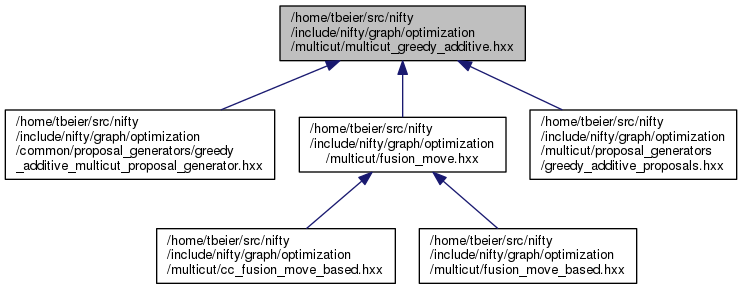 /home/tbeier/src/nifty
/include/nifty/graph/optimization
/multicut/multicut_greedy_additive.hxx
/home/tbeier/src/nifty
/include/nifty/graph/optimization
/common/proposal_generators/greedy
_additive_multicut_proposal_generator.hxx
/home/tbeier/src/nifty
/include/nifty/graph/optimization
/multicut/fusion_move.hxx
/home/tbeier/src/nifty
/include/nifty/graph/optimization
/multicut/proposal_generators
/greedy_additive_proposals.hxx
/home/tbeier/src/nifty
/include/nifty/graph/optimization
/multicut/cc_fusion_move_based.hxx
/home/tbeier/src/nifty
/include/nifty/graph/optimization
/multicut/fusion_move_based.hxx